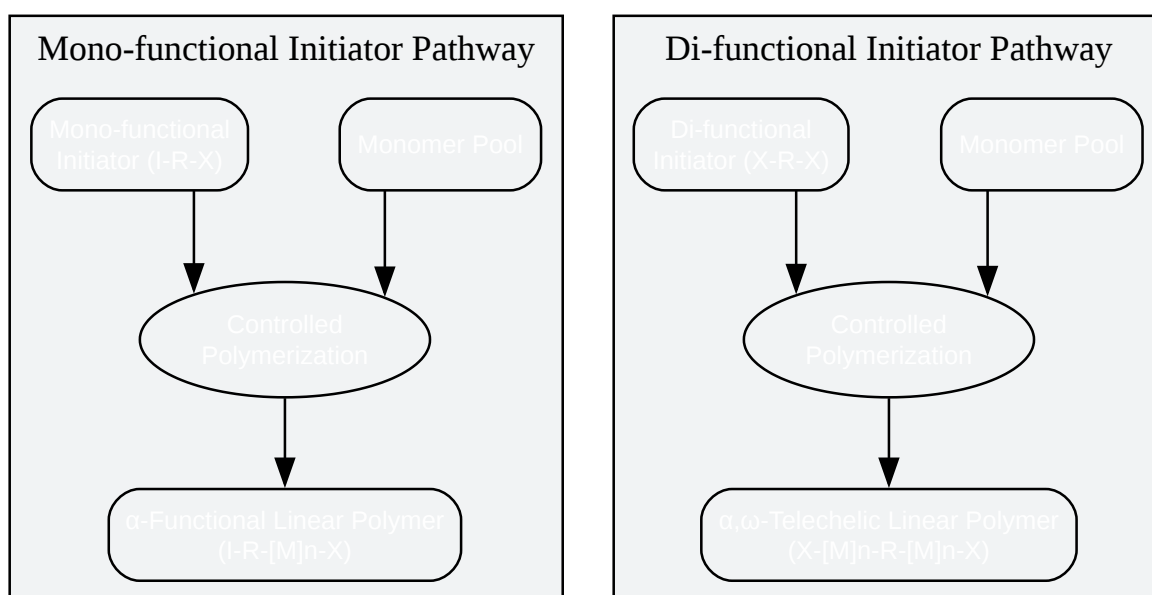 Mono-functional Initiator Pathway
Mono-functional
Initiator (I-R-X)
Monomer Pool
Controlled
Polymerization
α-Functional Linear Polymer
(I-R-[M]n-X)
Di-functional Initiator Pathway
Di-functional
Initiator (X-R-X)
Monomer Pool
Controlled
Polymerization
α,ω-Telechelic Linear Polymer
(X-[M]n-R-[M]n-X)